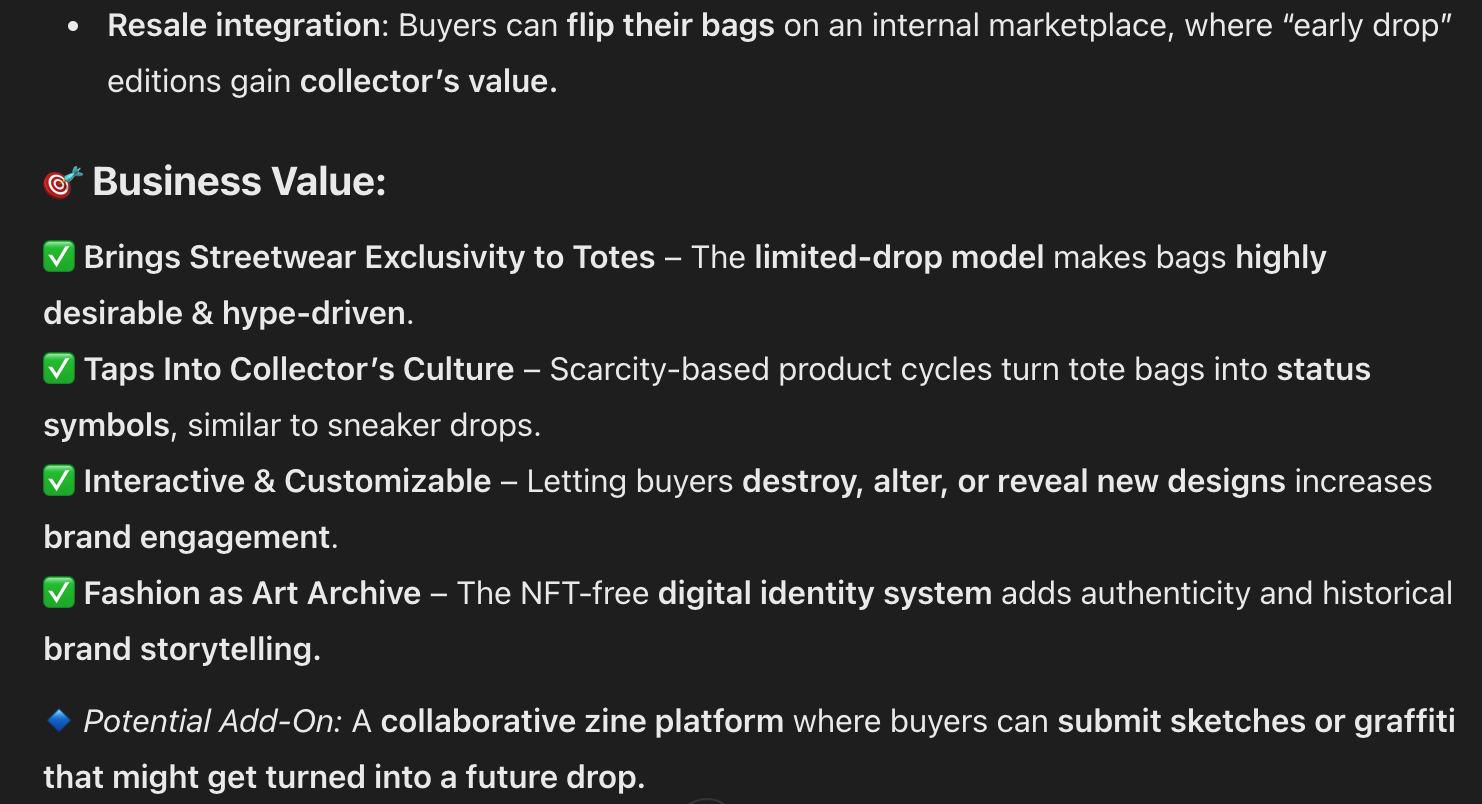 • Resale integration: Buyers can flip their bags on an internal marketplace, where “early drop”
editions gain collector’s value.
🎯 Business Value:
✅ Brings Streetwear Exclusivity to Totes – The limited-drop model makes bags highly
desirable & hype-driven.
✅ Taps Into Collector’s Culture – Scarcity-based product cycles turn tote bags into status
symbols, similar to sneaker drops.
✅ Interactive & Customizable – Letting buyers destroy, alter, or reveal new designs increases
brand engagement.
✅ Fashion as Art Archive – The NFT-free digital identity system adds authenticity and historical
brand storytelling.
🔹 Potential Add-On: A collaborative zine platform where buyers can submit sketches or graffiti
that might get turned into a future drop.